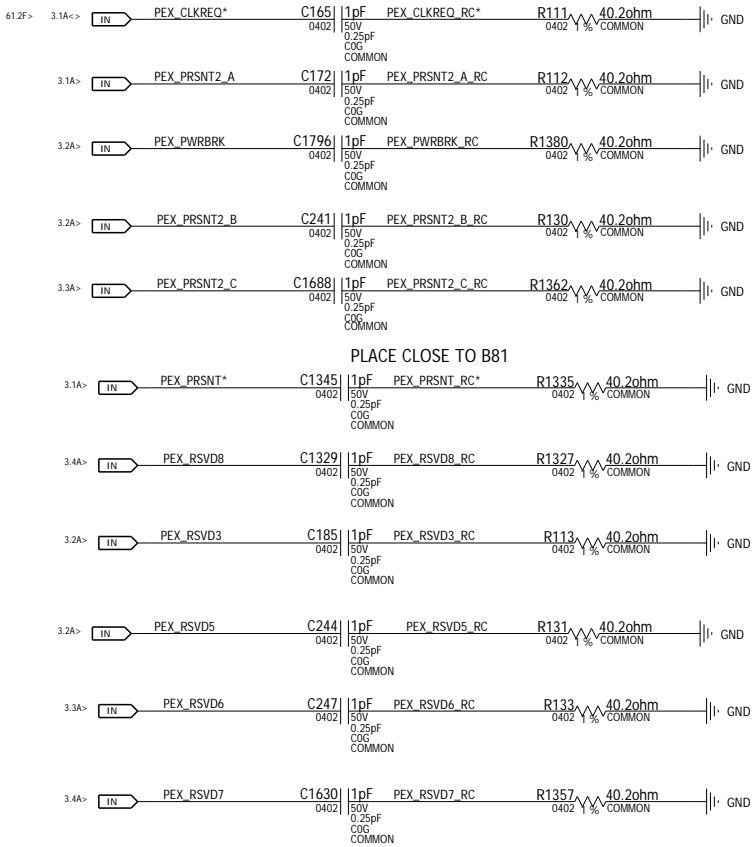 61.2F> 3.1A<> IN PEX_CLKREQ* C165 1pF PEX_CLKREQ_RC* R111 40.2ohm GND
0402 50V 0402 1 % COMMON
0.25pF
C0G
COMMON
3.1A> IN PEX_PRSNT2_A C172 1pF PEX_PRSNT2_A_RC R112 40.2ohm GND
0402 50V 0402 1 % COMMON
0.25pF
C0G
COMMON
3.2A> IN PEX_PWRBRK C1796 1pF PEX_PWRBRK_RC R1380 40.2ohm GND
0402 50V 0402 1 % COMMON
0.25pF
C0G
COMMON
3.2A> IN PEX_PRSNT2_B C241 1pF PEX_PRSNT2_B_RC R130 40.2ohm GND
0402 50V 0402 1 % COMMON
0.25pF
C0G
COMMON
3.3A> IN PEX_PRSNT2_C C1688 1pF PEX_PRSNT2_C_RC R1362 40.2ohm GND
0402 50V 0402 1 % COMMON
0.25pF
C0G
COMMON
PLACE CLOSE TO B81
3.1A> IN PEX_PRSNT* C1345 1pF PEX_PRSNT_RC* R1335 40.2ohm GND
0402 50V 0402 1 % COMMON
0.25pF
C0G
COMMON
3.4A> IN PEX_RSVD8 C1329 1pF PEX_RSVD8_RC R1327 40.2ohm GND
0402 50V 0402 1 % COMMON
0.25pF
C0G
COMMON
3.2A> IN PEX_RSVD3 C185 1pF PEX_RSVD3_RC R113 40.2ohm GND
0402 50V 0402 1 % COMMON
0.25pF
C0G
COMMON
3.2A> IN PEX_RSVD5 C244 1pF PEX_RSVD5_RC R131 40.2ohm GND
0402 50V 0402 1 % COMMON
0.25pF
C0G
COMMON
3.3A> IN PEX_RSVD6 C247 1pF PEX_RSVD6_RC R133 40.2ohm GND
0402 50V 0402 1 % COMMON
0.25pF
C0G
COMMON
3.4A> IN PEX_RSVD7 C1630 1pF PEX_RSVD7_RC R1357 40.2ohm GND
0402 50V 0402 1 % COMMON
0.25pF
C0G
COMMON